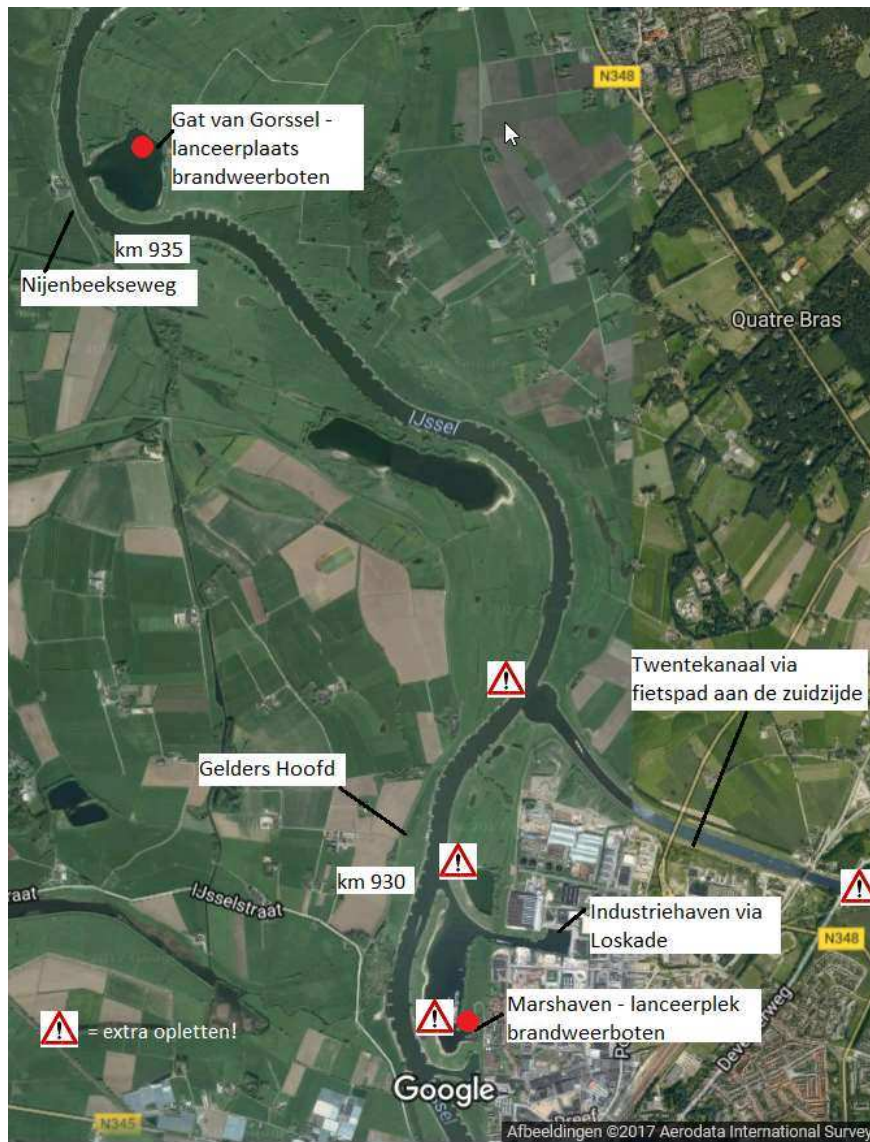 N348
Gat van Gorssel -
lanceerplaats
brandweerboten
km 935
Nijenbeekseweg
Quatre Bras
IJssel
Twentekanaal via
fietspad aan de zuidzijde
Gelders Hoofd
km 930
IJsselstraat
Industriehaven via
Loskade
N348
Marshaven - lanceerplek
brandweerboten
= extra opletten!
Google
N345
Afbeeldingen ©2017 Aerodata International Survey